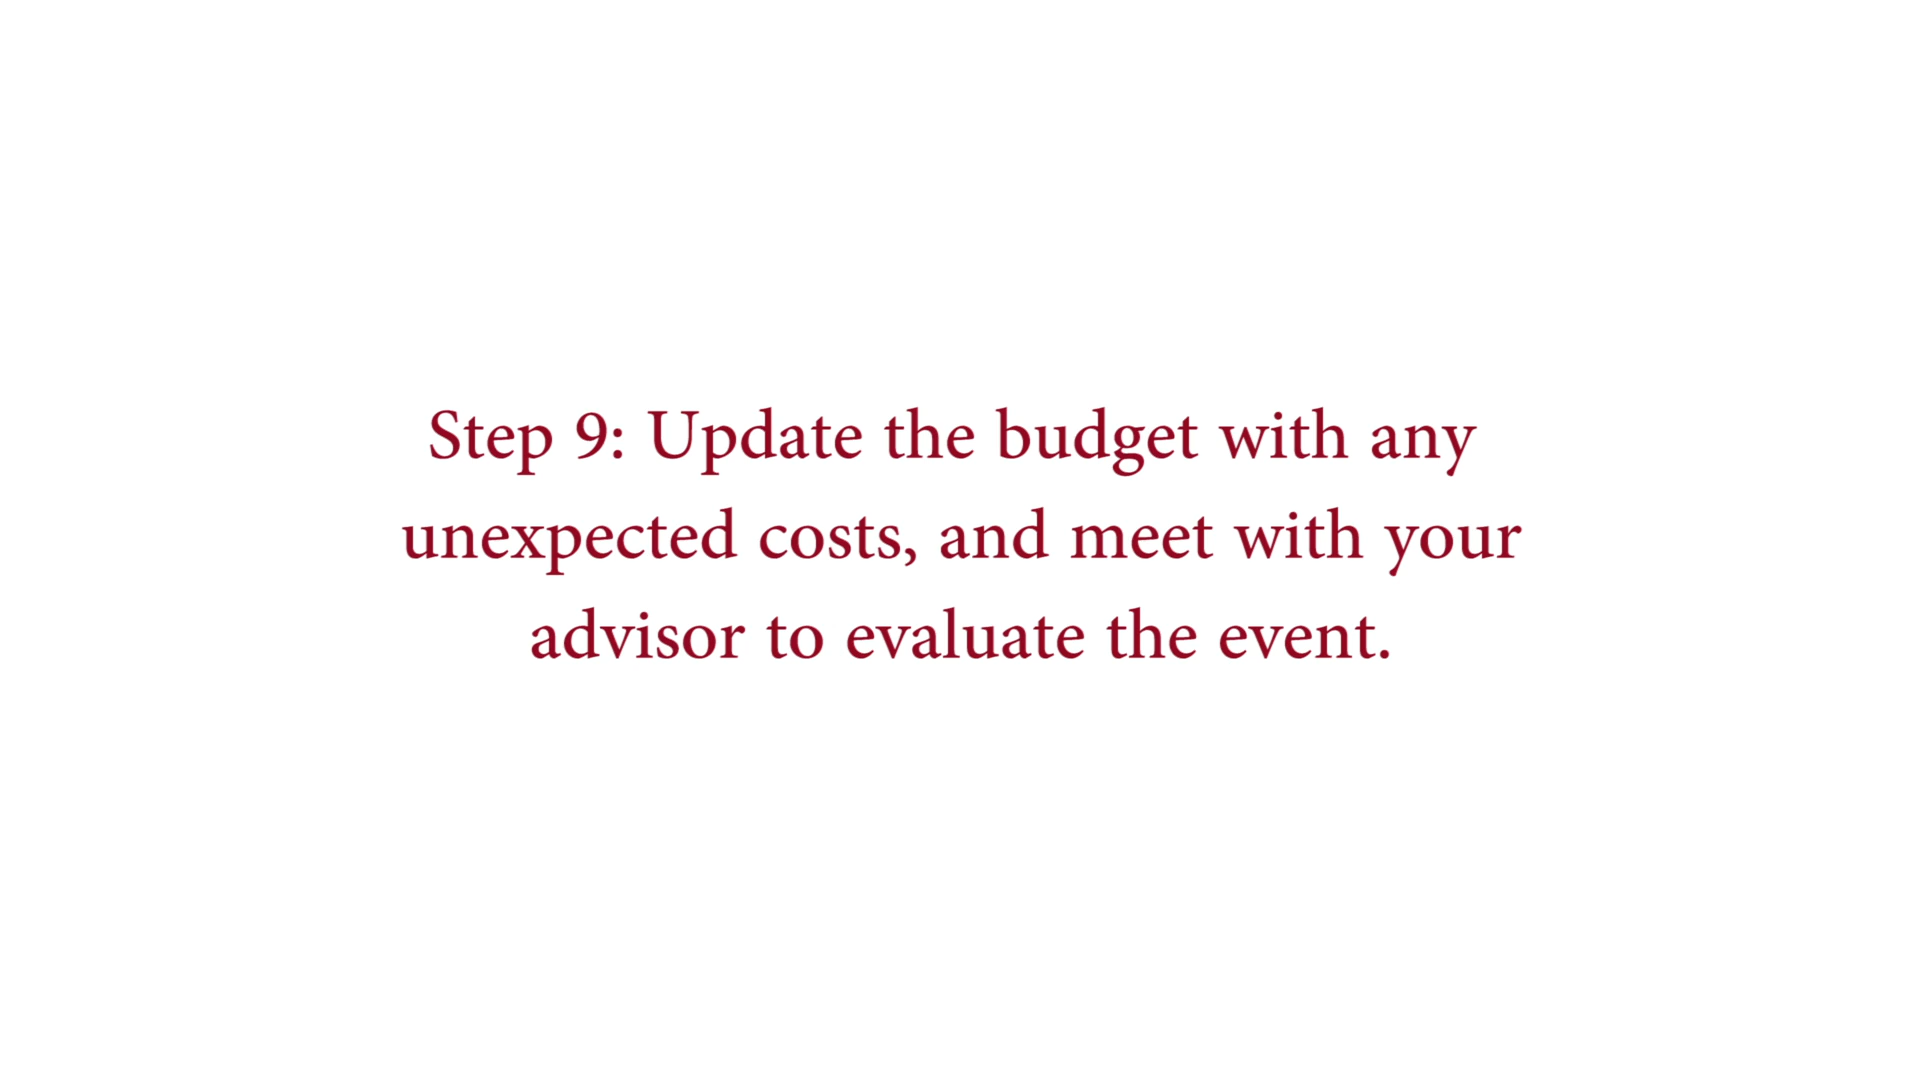 Step 9: Update the budget with any
unexpected costs, and meet with your
advisor to evaluate the event.